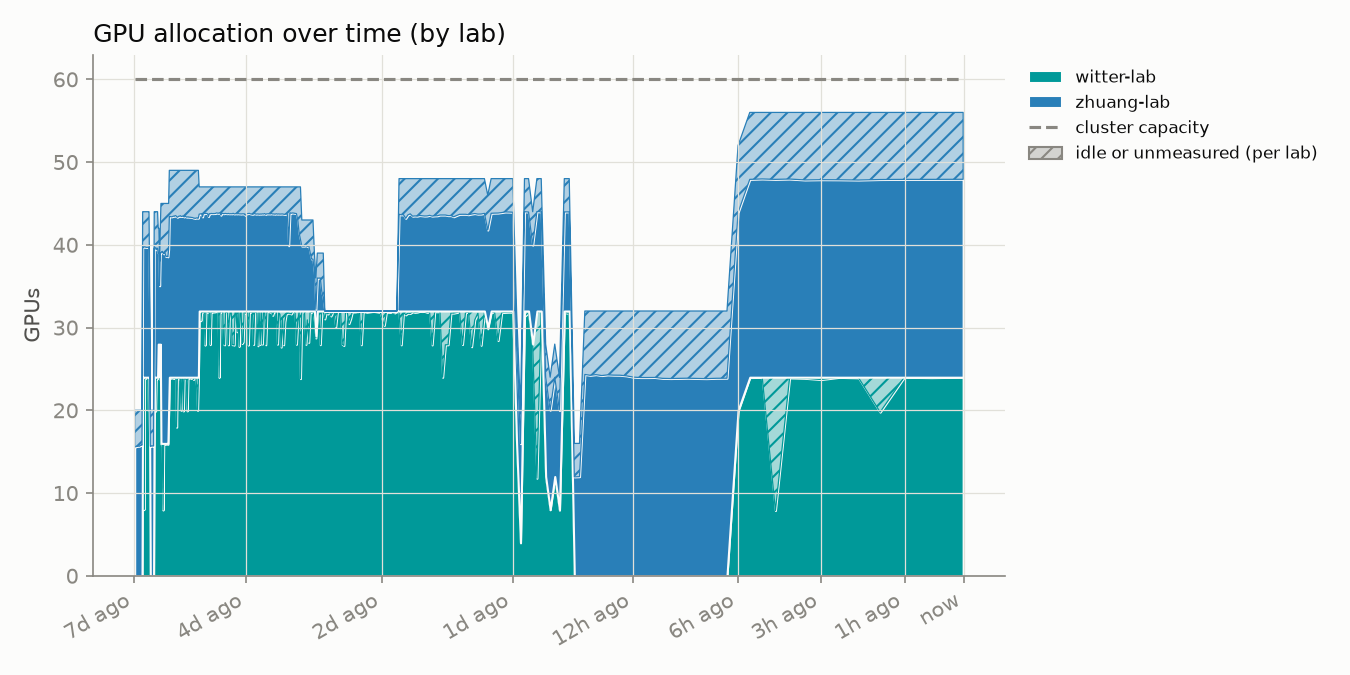 GPU allocation over time (by lab)
GPUs
60
50
40
30
20
10
0
7d ago
4d ago
2d ago
1d ago
12h ago
6h ago
3h ago
1h ago
now
witter-lab
zhuang-lab
cluster capacity
idle or unmeasured (per lab)